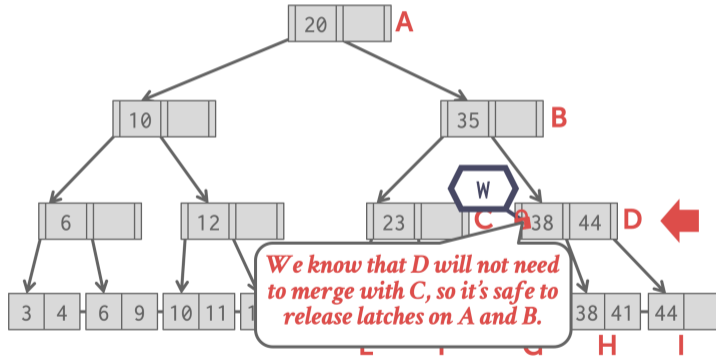 20 A
10 35 B
W
6 12 23 C 38 44 D
We know that D will not need
to merge with C, so it's safe to
release latches on A and B.
3 4 6 9 10 11 38 41 44
H I